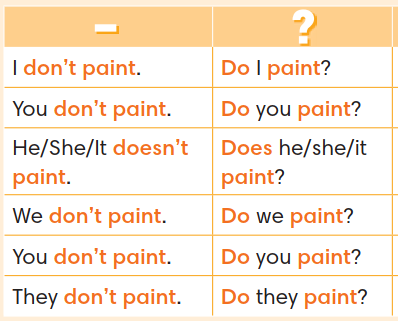 –
?
I don't paint.
Do I paint?
You don't paint.
Do you paint?
He/She/It doesn't
paint.
Does he/she/it
paint?
We don't paint.
Do we paint?
You don't paint.
Do you paint?
They don't paint.
Do they paint?